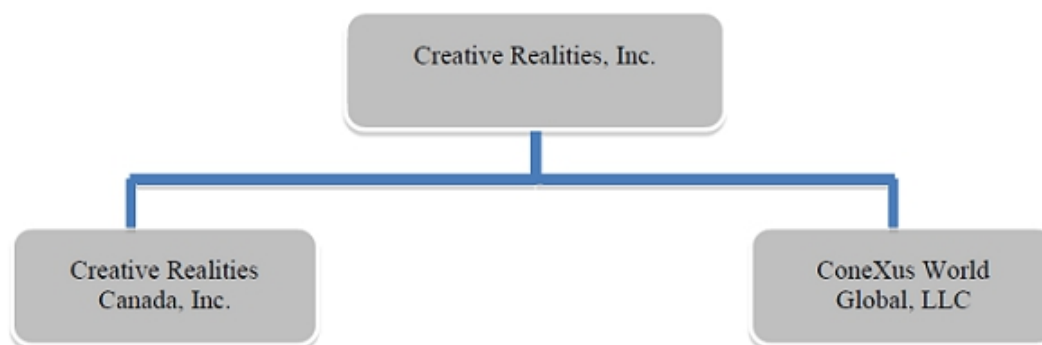 Creative Realities, Inc.
Creative Realities
Canada, Inc.
ConeXus World
Global, LLC